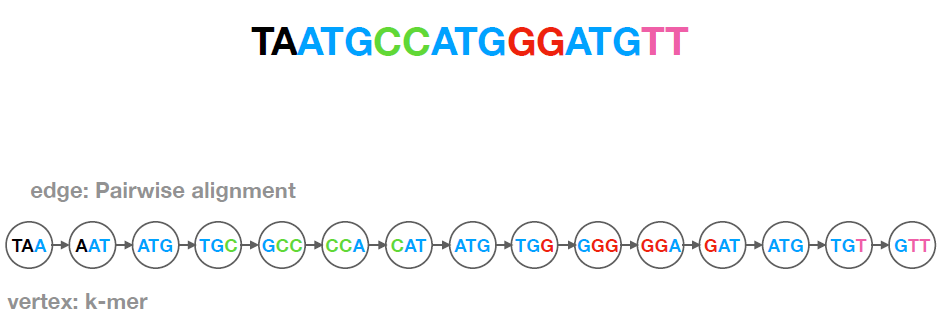 TAATGCCATGGGATGTT
edge: Pairwise alignment
TAA AAT ATG TGC GCC CCA CAT ATG TGG GGG GGA GAT ATG TGT GTT
vertex: k-mer